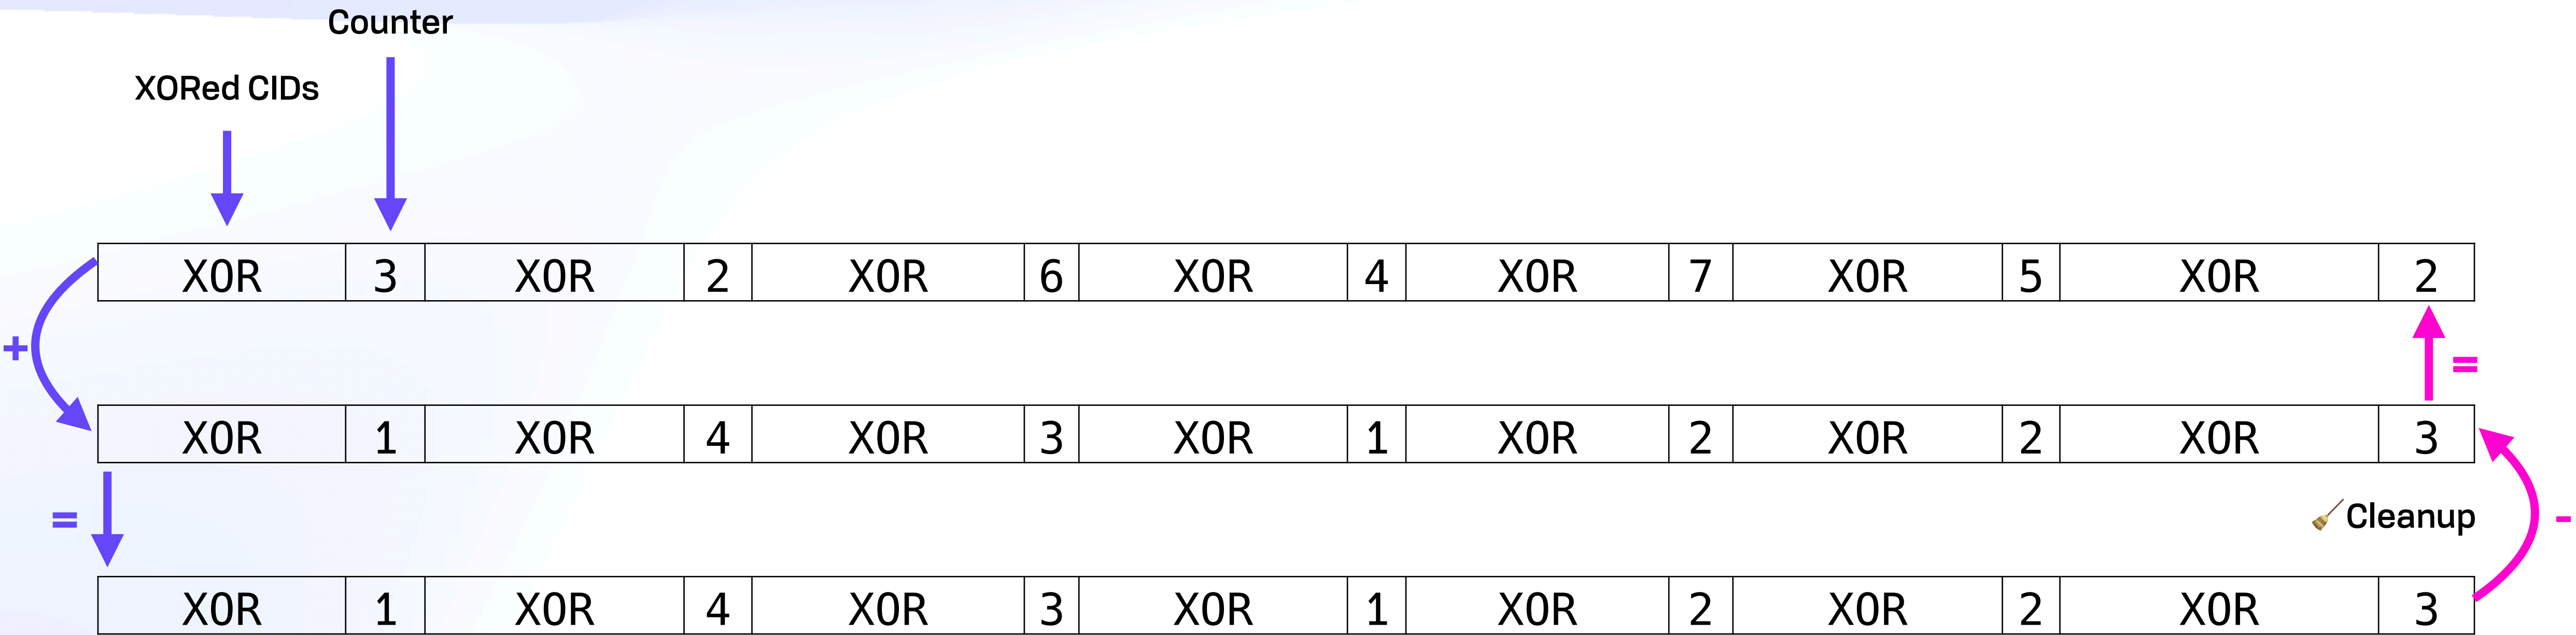 Counter
XORed CIDs
XOR 3 XOR 2 XOR 6 XOR 4 XOR 7 XOR 5 XOR 2
+
=
XOR 1 XOR 4 XOR 3 XOR 1 XOR 2 XOR 2 XOR 3
=
🧹Cleanup
-
XOR 1 XOR 4 XOR 3 XOR 1 XOR 2 XOR 2 XOR 3